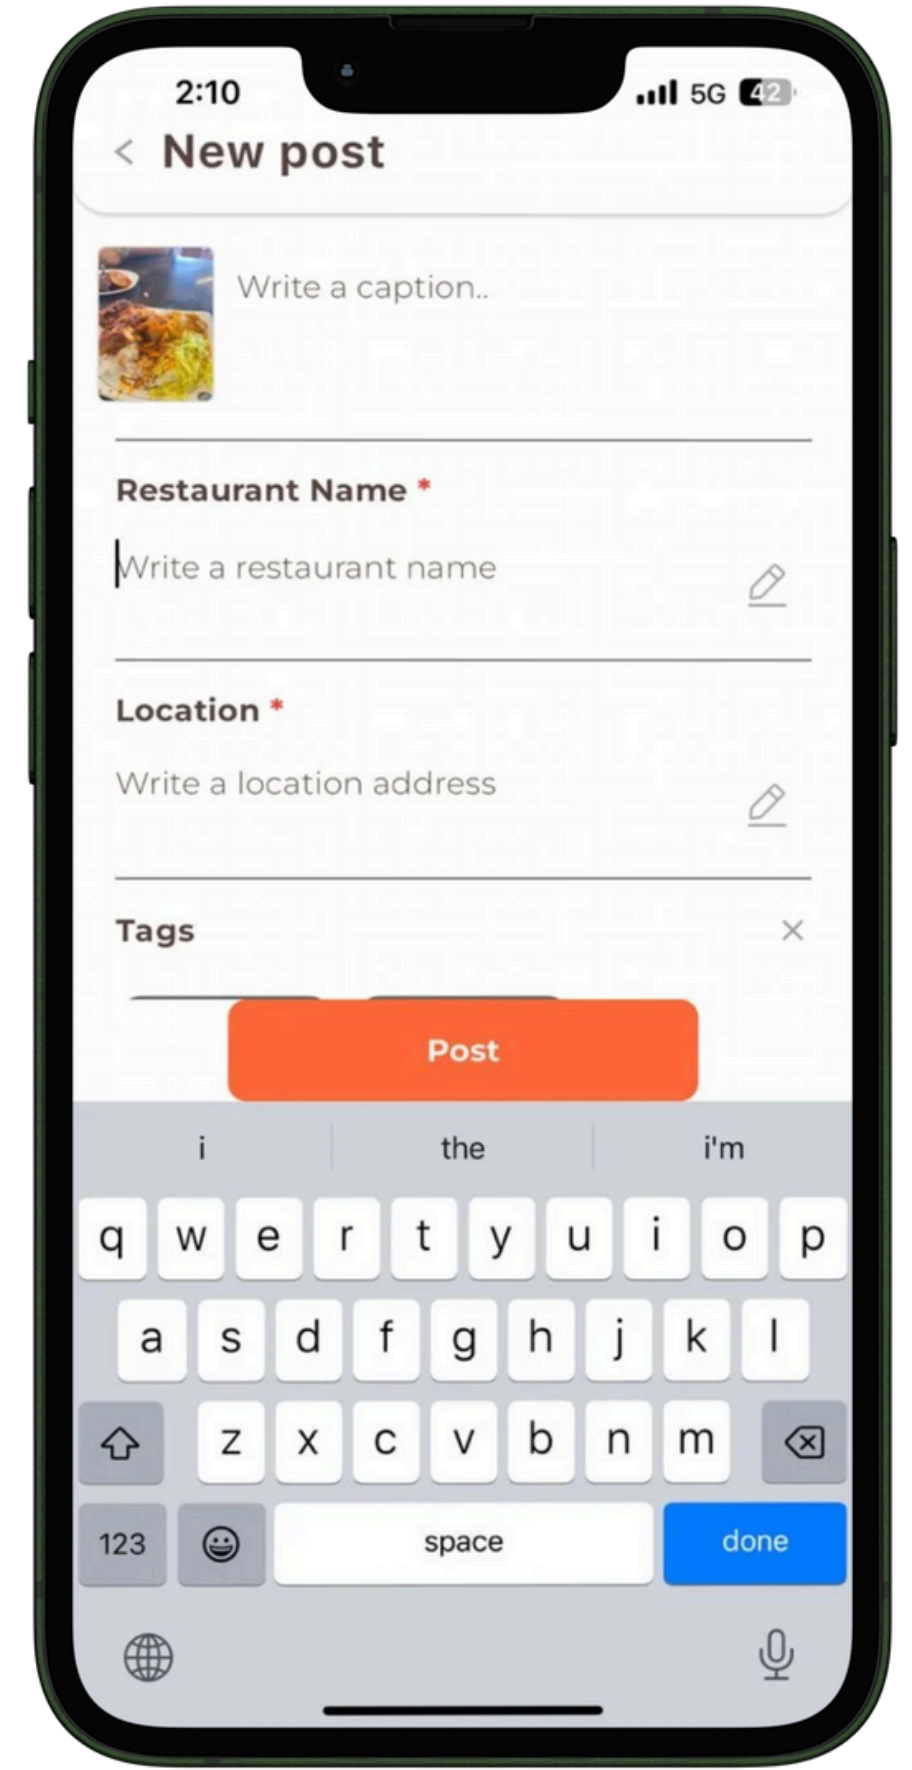 2:10 5G 42
< New post
Write a caption..
Restaurant Name *
Write a restaurant name
Location *
Write a location address
Tags ×
Post
i the i'm
q w e r t y u i o p
a s d f g h j k l
z x c v b n m
123 space done